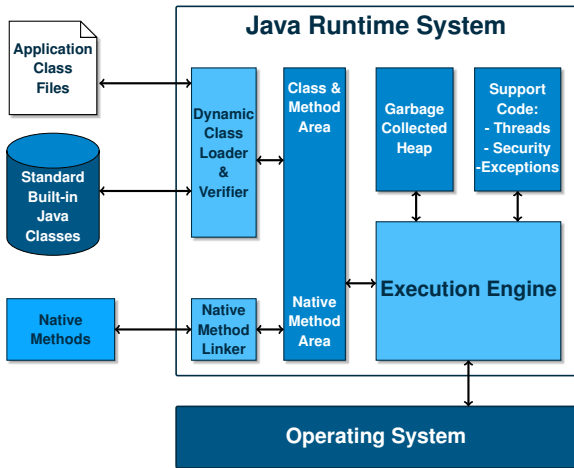 Java Runtime System
Application
Class
Files
Standard
Built-in
Java
Classes
Native
Methods
Dynamic
Class
Loader
&
Verifier
Native
Method
Linker
Class &
Method
Area
Native
Method
Area
Garbage
Collected
Heap
Support
Code:
- Threads
- Security
-Exceptions
Execution Engine
Operating System